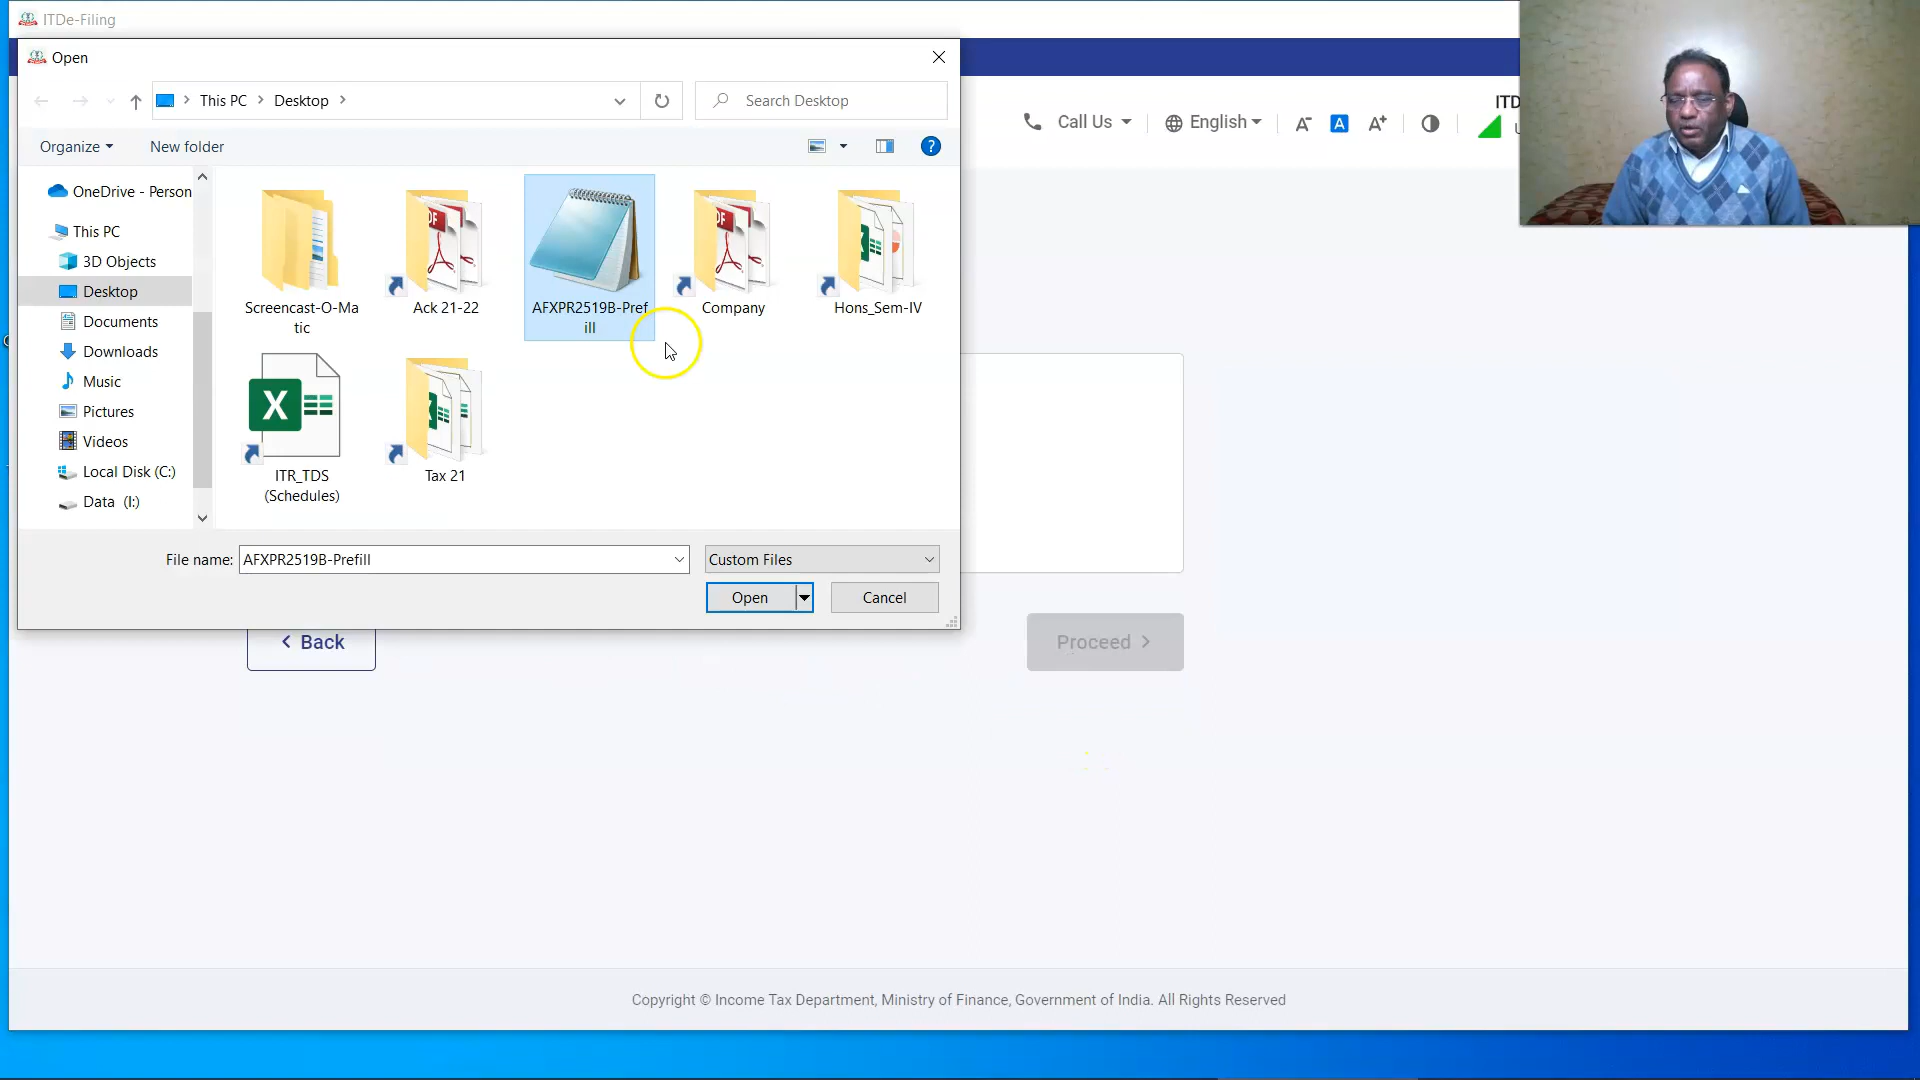 ITDe-Filing
Open
This PC
Desktop
Search Desktop
Organize
New folder
?
Call Us
English
A-
A
A+
ITD
OneDrive - Person
This PC
3D Objects
Desktop
Documents
Downloads
Music
Pictures
Videos
Local Disk (C:)
Data (I:)
Screencast-O-Ma
tic
Ack 21-22
AFXPR2519B-Pref
ill
Company
Hons_Sem-IV
ITR_TDS
(Schedules)
Tax 21
File name:
AFXPR2519B-Prefill
Custom Files
Open
Cancel
Back
Proceed
Copyright © Income Tax Department, Ministry of Finance, Government of India. All Rights Reserved